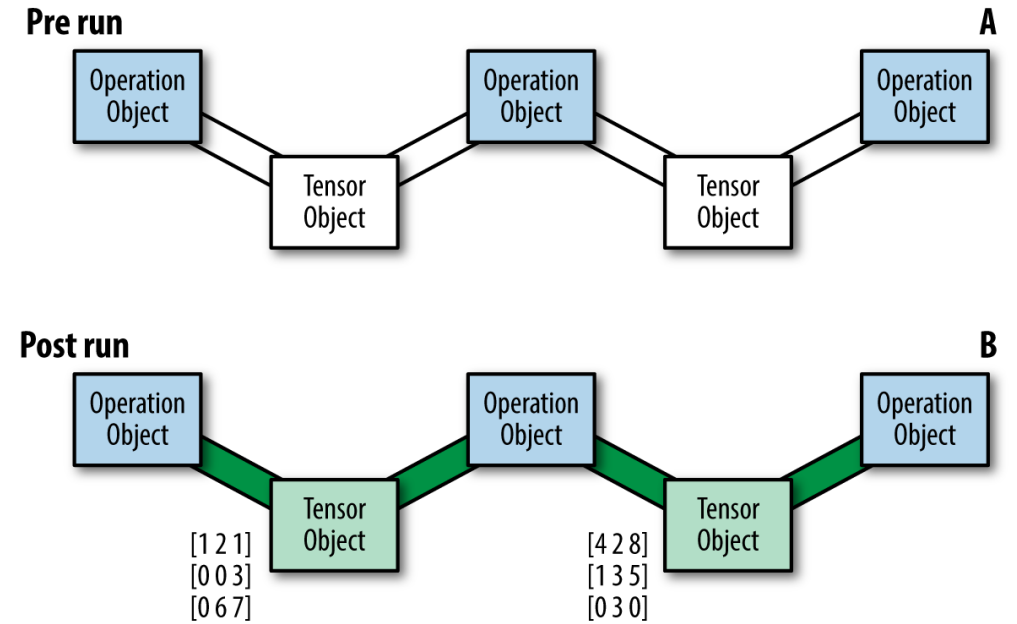 Pre run
A
Operation
Object
Operation
Object
Operation
Object
Tensor
Object
Tensor
Object
Post run
B
Operation
Object
Operation
Object
Operation
Object
Tensor
Object
[1 2 1]
[0 0 3]
[0 6 7]
Tensor
Object
[4 2 8]
[1 3 5]
[0 3 0]